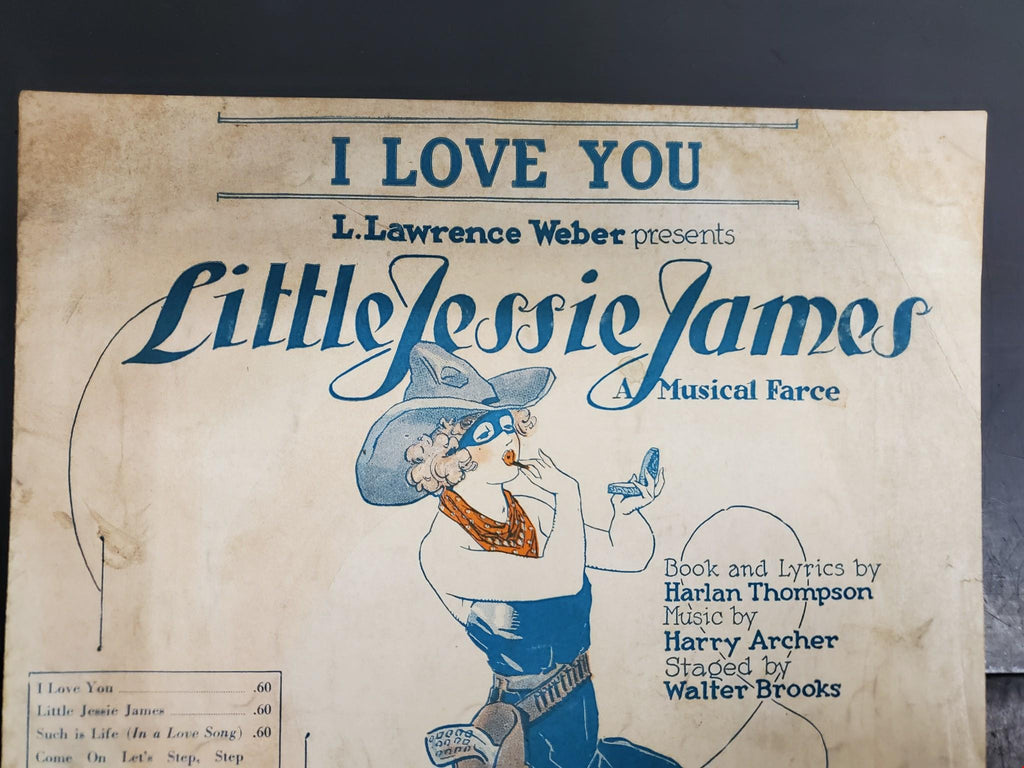 I LOVE YOU
L. Lawrence Weber presents
Little Jessie James
A Musical Farce
Book and Lyrics by
Harlan Thompson
Music by
Harry Archer
Staged by
Walter Brooks
I Love You .60
Little Jessie James .60
Such is Life (In a Love Song) .60
Come On Let's Step, Step